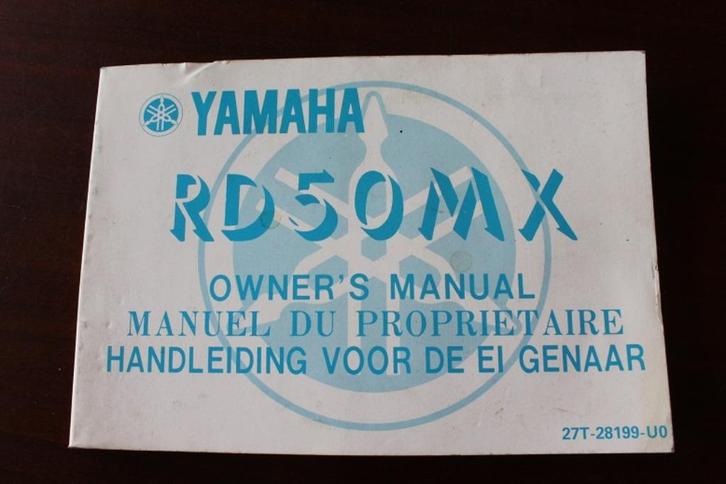 YAMAHA
RD50MX
OWNER'S MANUAL
MANUEL DU PROPRIETAIRE
HANDLEIDING VOOR DE EI GENAAR
27T-28199-U0